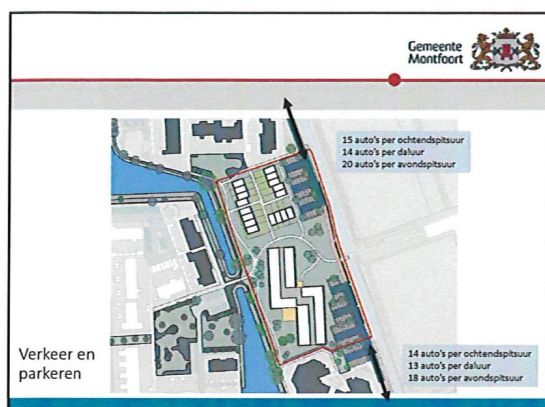 Gemeente
Montfoort
15 auto's per ochtendspitsuur
14 auto's per daluur
20 auto's per avondspitsuur
Verkeer en
parkeren
14 auto's per ochtendspitsuur
13 auto's per daluur
18 auto's per avondspitsuur